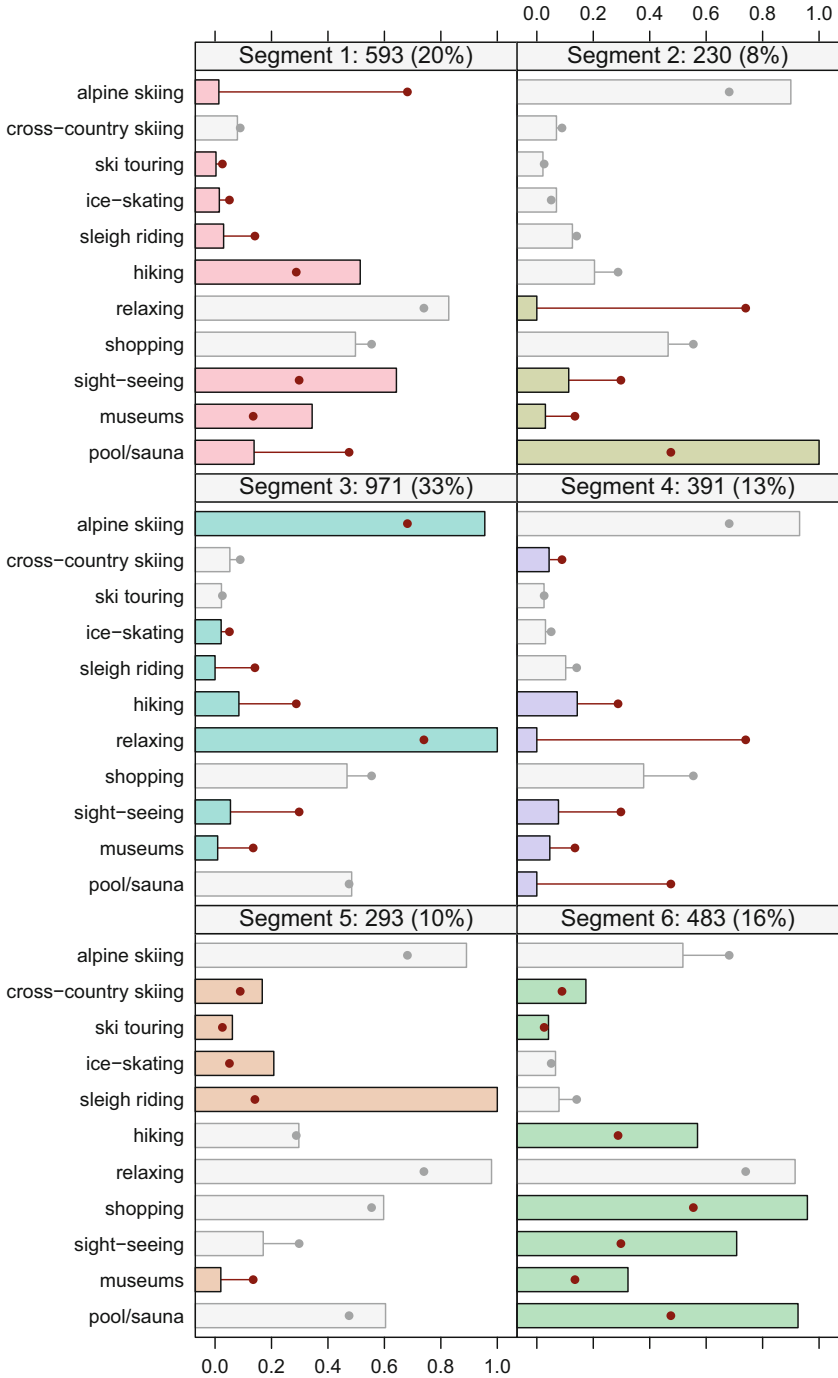 0.0 0.2 0.4 0.6 0.8 1.0
Segment 1: 593 (20%)
Segment 2: 230 (8%)
alpine skiing
cross−country skiing
ski touring
ice−skating
sleigh riding
hiking
relaxing
shopping
sight−seeing
museums
pool/sauna
Segment 3: 971 (33%)
Segment 4: 391 (13%)
alpine skiing
cross−country skiing
ski touring
ice−skating
sleigh riding
hiking
relaxing
shopping
sight−seeing
museums
pool/sauna
Segment 5: 293 (10%)
Segment 6: 483 (16%)
alpine skiing
cross−country skiing
ski touring
ice−skating
sleigh riding
hiking
relaxing
shopping
sight−seeing
museums
pool/sauna
0.0 0.2 0.4 0.6 0.8 1.0